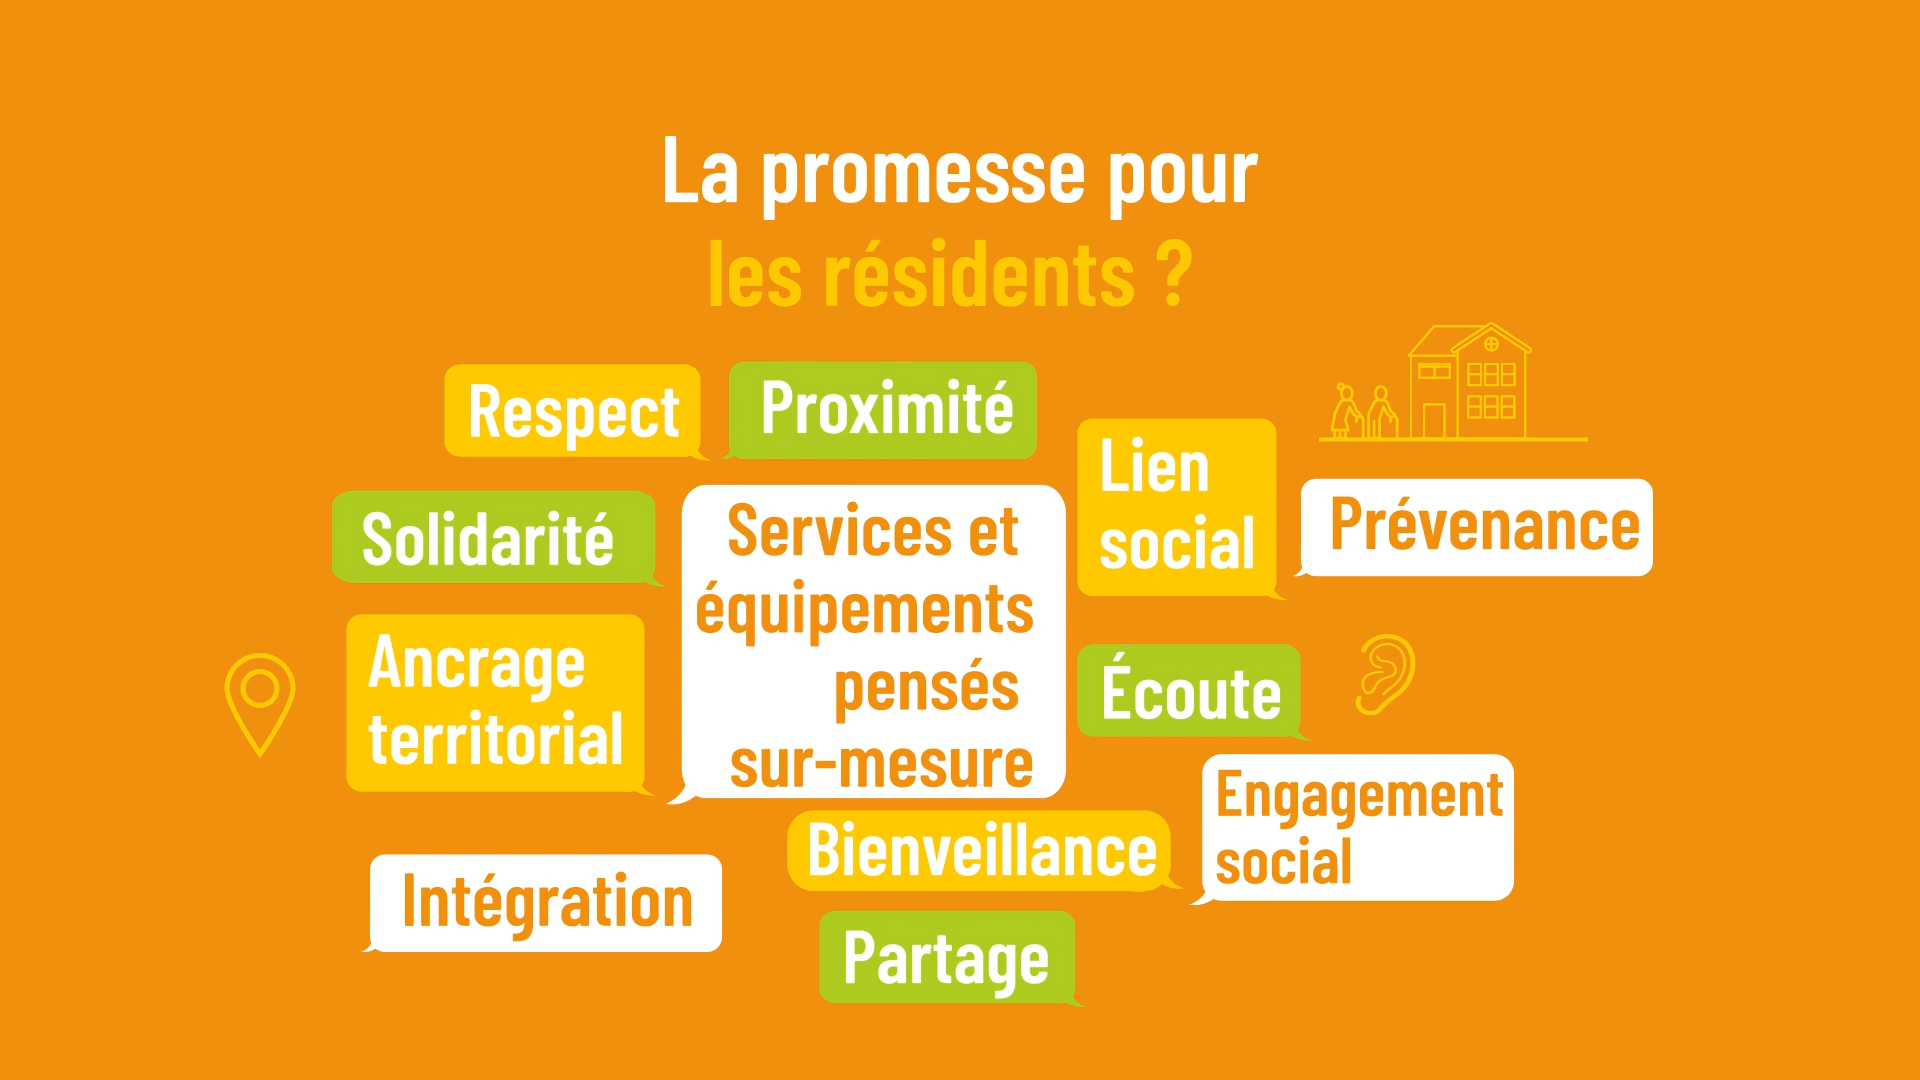 La promesse pour
les résidents ?
Respect
Proximité
Lien
social
Prévenance
Solidarité
Services et
équipements
pensés
sur-mesure
Ancrage
territorial
Écoute
Engagement
social
Bienveillance
Intégration
Partage